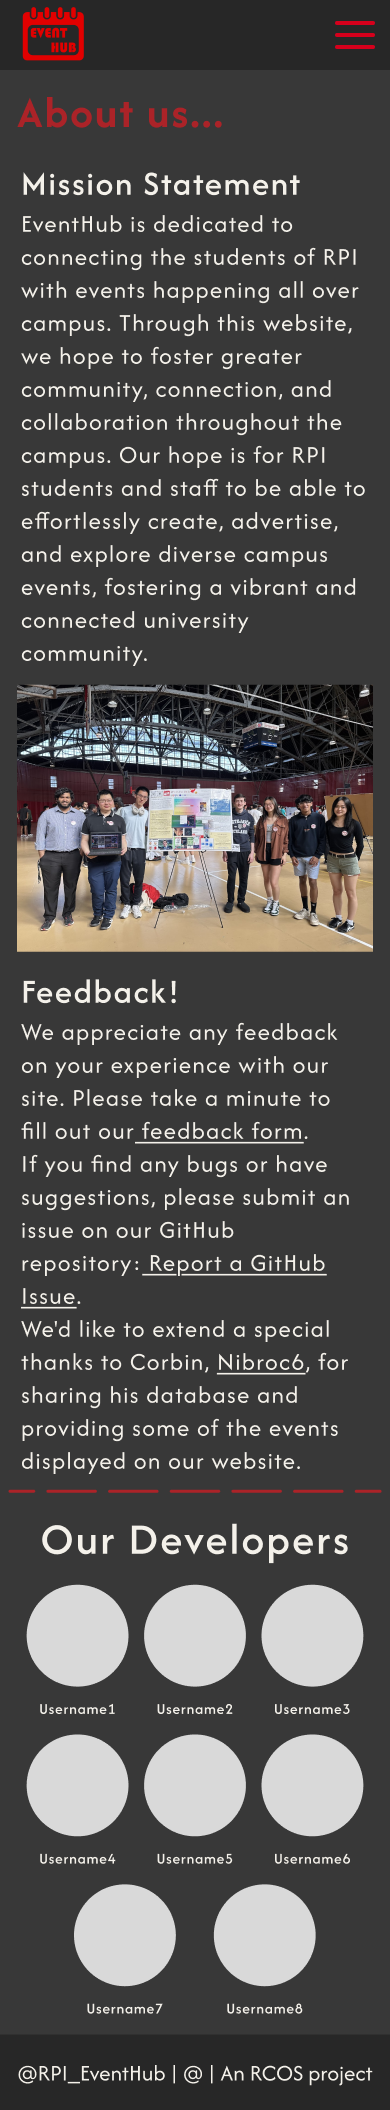 EVENT
HUB
About us...
Mission Statement
EventHub is dedicated to
connecting the students of RPI
with events happening all over
campus. Through this website,
we hope to foster greater
community, connection, and
collaboration throughout the
campus. Our hope is for RPI
students and staff to be able to
effortlessly create, advertise,
and explore diverse campus
events, fostering a vibrant and
connected university
community.
Feedback!
We appreciate any feedback
on your experience with our
site. Please take a minute to
fill out our feedback form.
If you find any bugs or have
suggestions, please submit an
issue on our GitHub
repository: Report a GitHub
Issue.
We'd like to extend a special
thanks to Corbin, Nibroc6, for
sharing his database and
providing some of the events
displayed on our website.
Our Developers
Username1 Username2 Username3
Username4 Username5 Username6
Username7 Username8
@RPI_EventHub | @ | An RCOS project